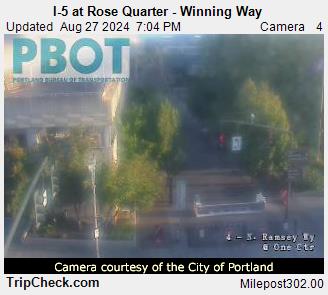 I-5 at Rose Quarter - Winning Way
Updated Aug 27 2024 7:04 PM Camera 4
PBOT
PORTLAND BUREAU OF TRANSPORTATION
4 - N. Ramsey Wy
@ One Ctr
Camera courtesy of the City of Portland
TripCheck.com Milepost302.00